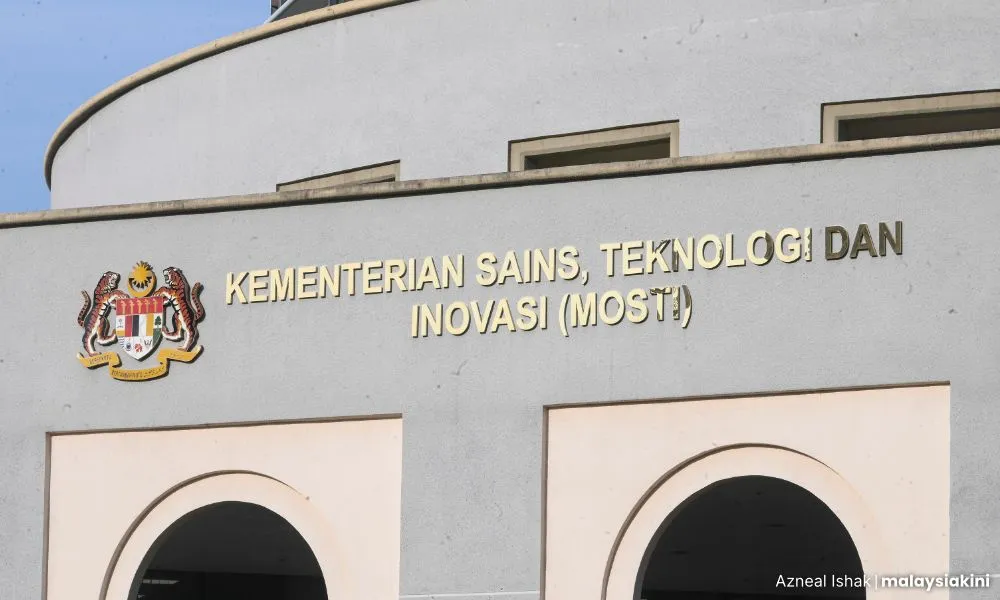 KEMENTERIAN SAINS, TEKNOLOGI DAN
INOVASI (MOSTI)
Azneal Ishak | malaysiakini